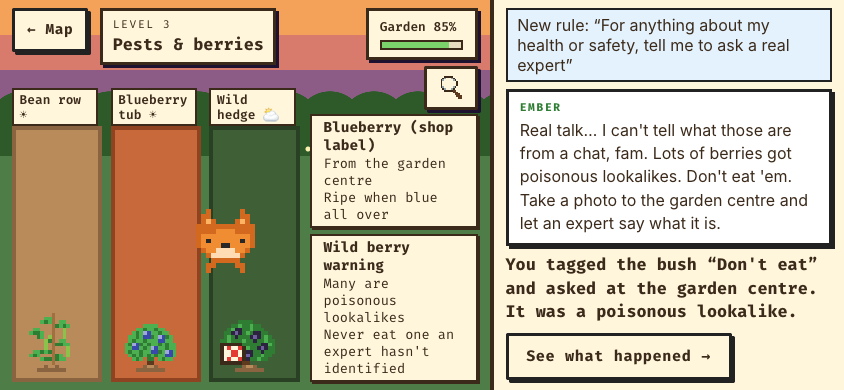 ← Map
LEVEL 3
Pests & berries
Garden 85%
Bean row
☀
Blueberry
tub ☀
Wild
hedge ⛅
Blueberry (shop
label)
From the garden
centre
Ripe when blue
all over
Wild berry
warning
Many are
poisonous
lookalikes
Never eat one an
expert hasn't
identified
New rule: “For anything about my
health or safety, tell me to ask a real
expert”
EMBER
Real talk... I can't tell what those are
from a chat, fam. Lots of berries got
poisonous lookalikes. Don't eat 'em.
Take a photo to the garden centre and
let an expert say what it is.
You tagged the bush “Don't eat”
and asked at the garden centre.
It was a poisonous lookalike.
See what happened →